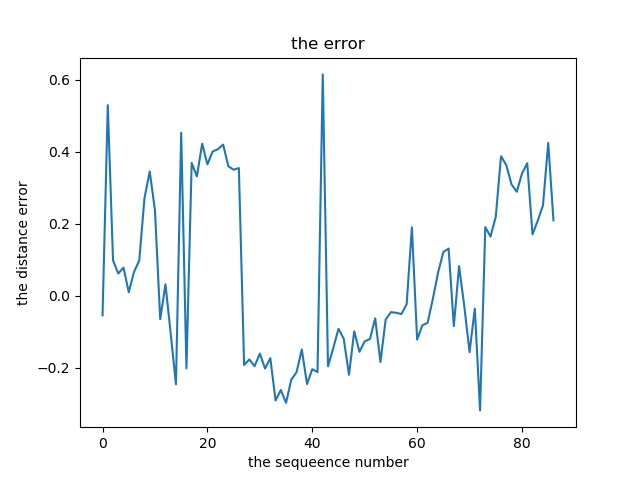 the error
0.6
0.4
0.2
0.0
−0.2
the distance error
0 20 40 60 80
the sequeence number